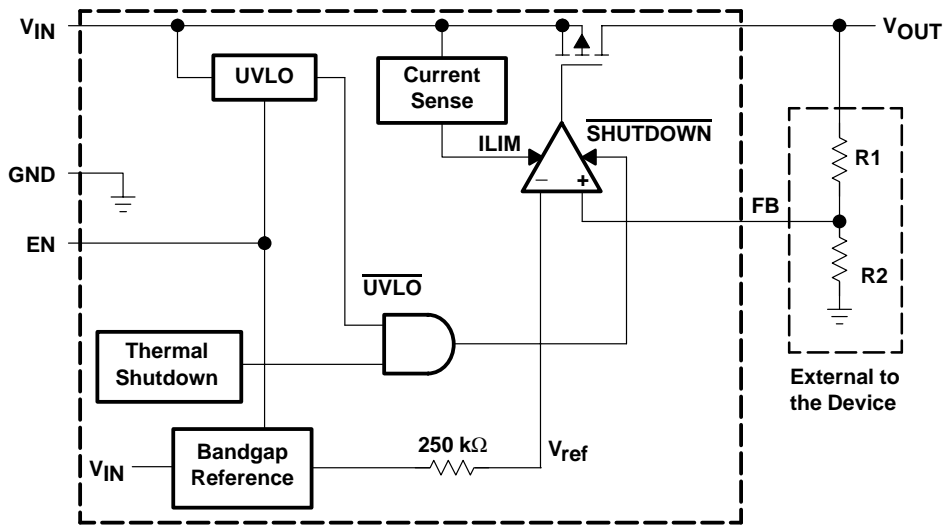 VIN
VOUT
UVLO
Current
Sense
SHUTDOWN
ILIM
R1
GND
− +
FB
EN
R2
UVLO
Thermal
Shutdown
External to
the Device
Bandgap
Reference
250 kΩ
Vref
VIN